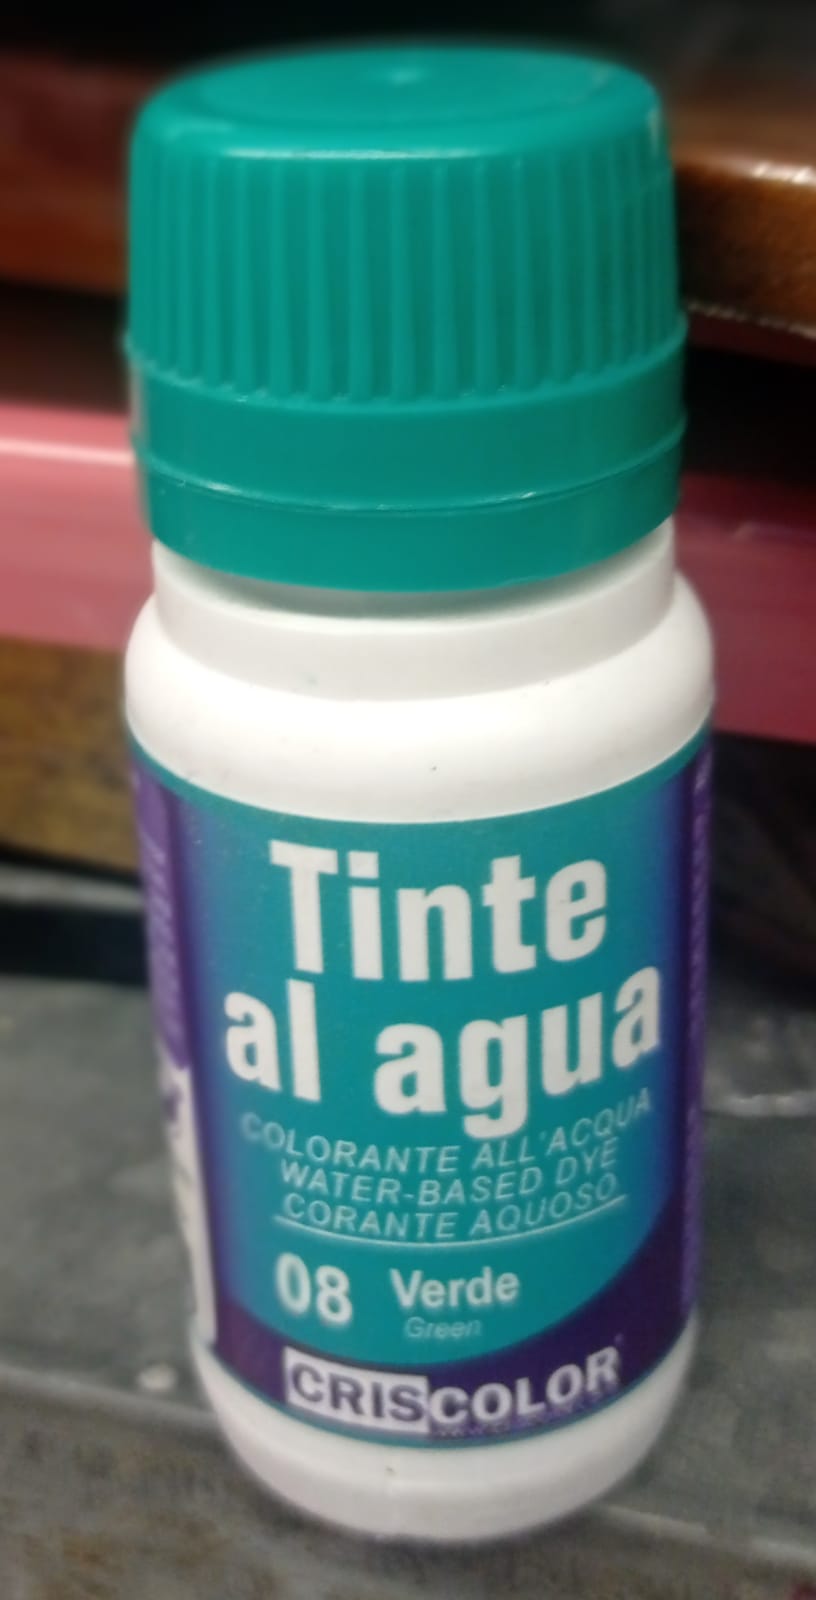 Tinte
al agua
COLORANTE ALL'ACQUA
WATER-BASED DYE
CORANTE AQUOSO
08 Verde
Green
CRISCOLOR